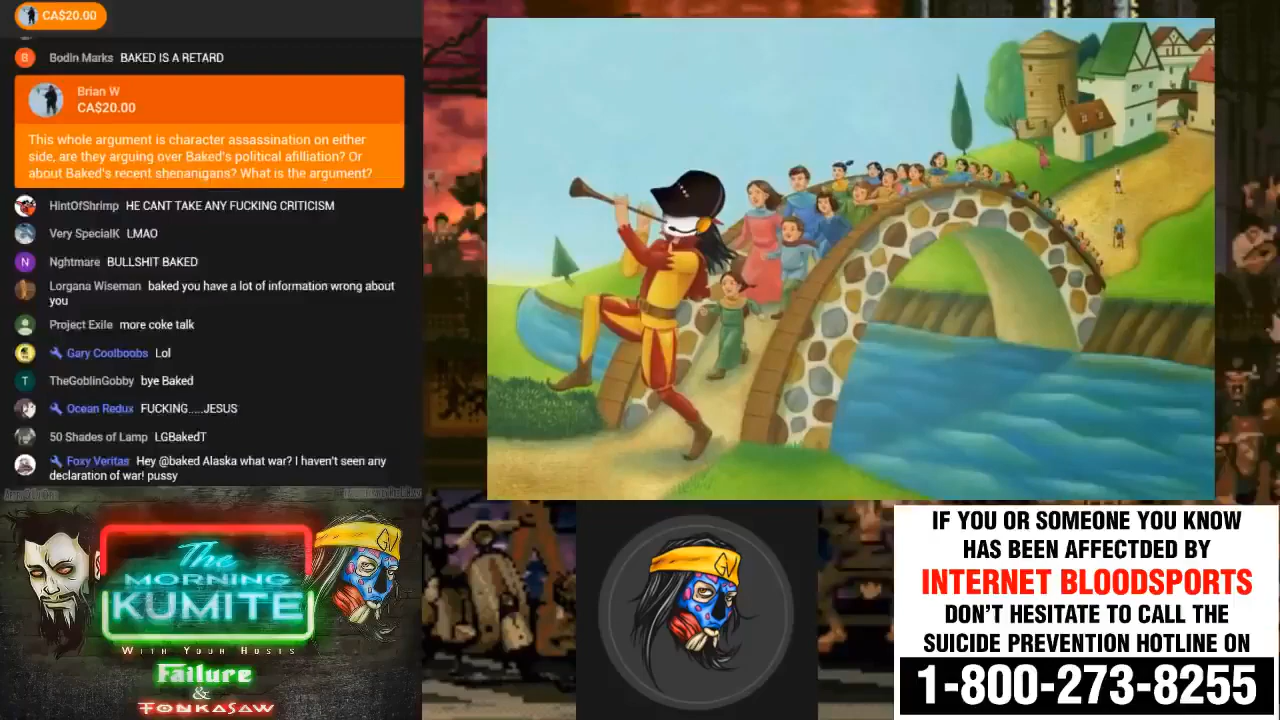 CA$20.00
Bodin Marks BAKED IS A RETARD
Brian W
CA$20.00
This whole argument is character assassination on either
side, are they arguing over Baked's political afilliation? Or
about Baked's recent shenanigans? What is the argument?
HintOfShrimp HE CANT TAKE ANY FUCKING CRITICISM
Very SpecialK LMAO
N Nghtmare BULLSHIT BAKED
Lorgana Wiseman baked you have a lot of information wrong about
you
Project Exile more coke talk
Gary Coolboobs Lol
T TheGoblinGobby bye Baked
Ocean Redux FUCKING.....JESUS
50 Shades of Lamp LGBakedT
Foxy Veritas Hey @baked Alaska what war? I haven't seen any
declaration of war! pussy
The
MORNING
KUMITE
WITH YOUR HOSTS
Failure
&
TONKASAW
GV
IF YOU OR SOMEONE YOU KNOW
HAS BEEN AFFECTDED BY
INTERNET BLOODSPORTS
DON'T HESITATE TO CALL THE
SUICIDE PREVENTION HOTLINE ON
1-800-273-8255